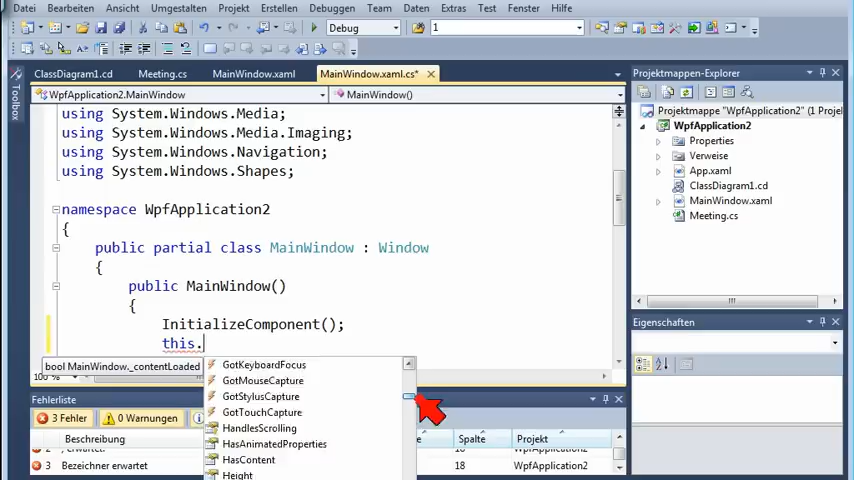 Datei Bearbeiten Ansicht Umgestalten Projekt Erstellen Debuggen Team Daten Extras Test Fenster Hilfe
Debug 1
ClassDiagram1.cd Meeting.cs MainWindow.xaml MainWindow.xaml.cs*
WpfApplication2.MainWindow MainWindow()
Toolbox
using System.Windows.Media;
using System.Windows.Media.Imaging;
using System.Windows.Navigation;
using System.Windows.Shapes;
namespace WpfApplication2
{
public partial class MainWindow : Window
{
public MainWindow()
{
InitializeComponent();
this.
bool MainWindow._contentLoaded
GotKeyboardFocus
GotMouseCapture
GotStylusCapture
GotTouchCapture
HandlesScrolling
HasAnimatedProperties
HasContent
Height
100 %
Fehlerliste
3 Fehler 0 Warnungen
Beschreibung Spalte Projekt
18 WpfApplication2
3 Bezeichner erwartet 18 WpfApplication2
Projektmappen-Explorer
Projektmappe "WpfApplication2" (1 Projek
WpfApplication2
Properties
Verweise
App.xaml
ClassDiagram1.cd
MainWindow.xaml
Meeting.cs
Eigenschaften